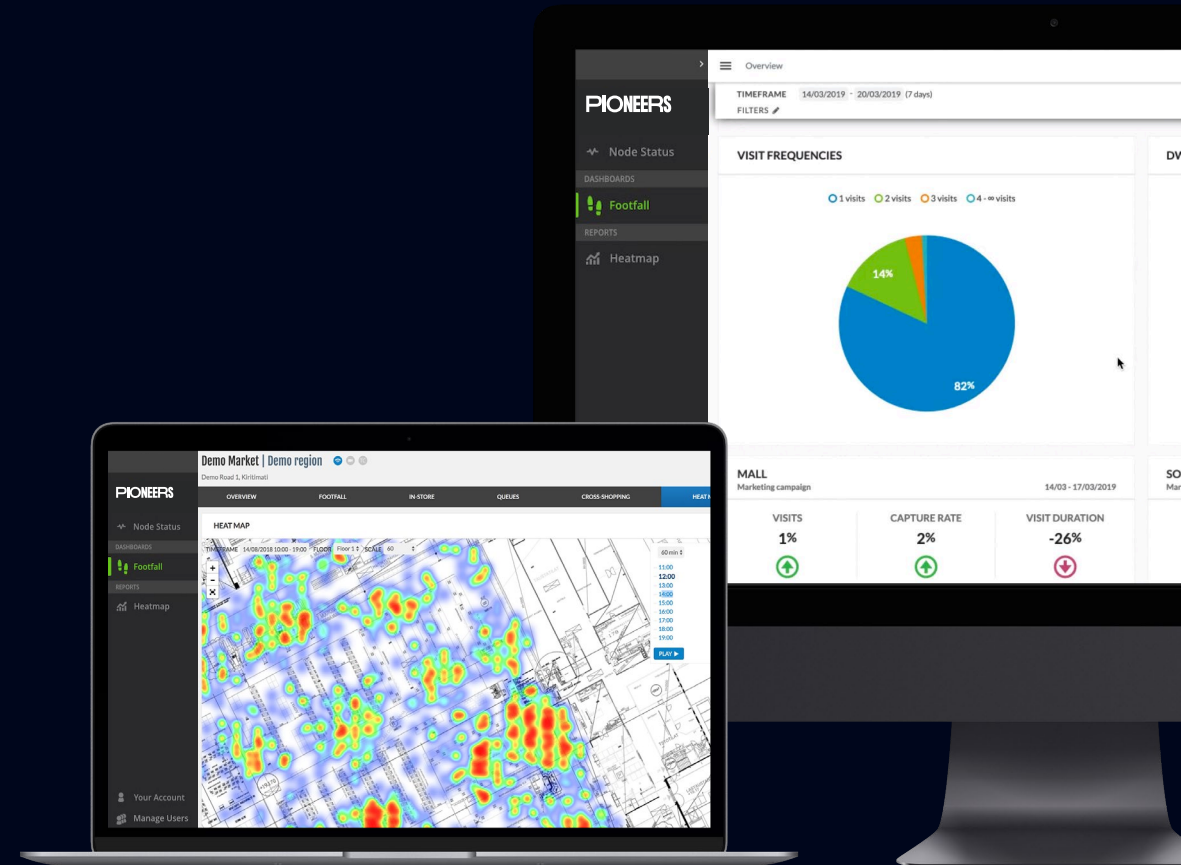 PIONEERS
Node Status
DASHBOARDS
Footfall
REPORTS
Heatmap
Overview
TIMEFRAME 14/03/2019 - 20/03/2019 (7 days)
FILTERS
VISIT FREQUENCIES
1 visits 2 visits 3 visits 4 - ∞ visits
14%
82%
MALL
Marketing campaign 14/03 - 17/03/2019
VISITS CAPTURE RATE VISIT DURATION
1% 2% -26%
DW
SO
Mar
PIONEERS
Node Status
DASHBOARDS
Footfall
REPORTS
Heatmap
Your Account
Manage Users
Demo Market | Demo region
Demo Road 1, Kiritimati
OVERVIEW FOOTFALL IN-STORE QUEUES CROSS-SHOPPING HEAT M
HEAT MAP
TIMEFRAME 14/08/2018 10:00 - 19:00 FLOOR Floor 1 SCALE 60
60 min
11:00
12:00
13:00
14:00
15:00
16:00
17:00
18:00
19:00
PLAY